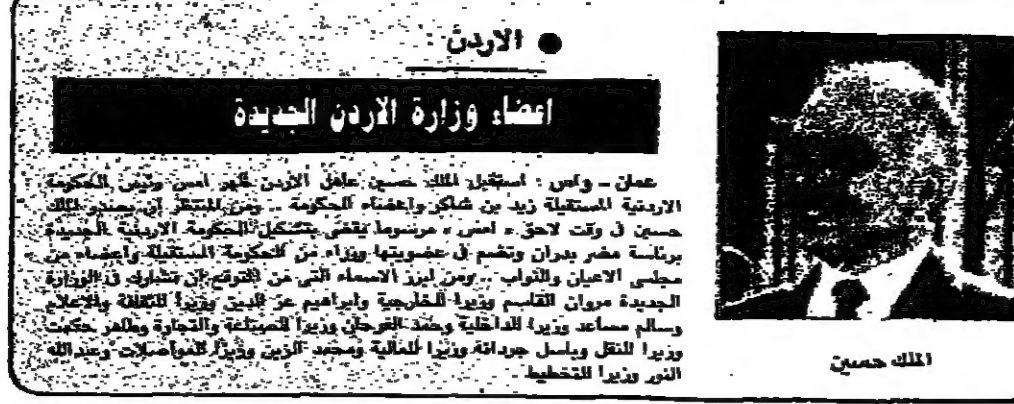 ● الاردن
اعضاء وزارة الاردن الجديدة
عمان - واس : استقبل الملك حسين عاهل الاردن ظهر امس رئيس الحكومة
الاردنية المستقيلة زيد بن شاكر واعضاء الحكومة .. ومن المنتظر ان يصدر الملك
حسين في وقت لاحق « امس » مرسوما يقضي بتشكيل الحكومة الاردنية الجديدة
برئاسة مضر بدران وتضم في عضويتها وزراء من الحكومة المستقيلة واعضاء من
مجلسي الاعيان والنواب .. ومن ابرز الاسماء التي من المتوقع ان تشارك في الوزارة
الجديدة مروان القاسم وزيرا للخارجية وابراهيم عز الدين وزيرا للثقافة والاعلام
وسالم مساعد وزيرا للداخلية وحمد الفرحان وزيرا للصناعة والتجارة وطاهر حكمت
وزيرا للنقل وباسل جردانة وزيرا للمالية ومحمد الزبن وزيرا للمواصلات وعبدالله
النور وزيرا للتخطيط .
الملك حسين